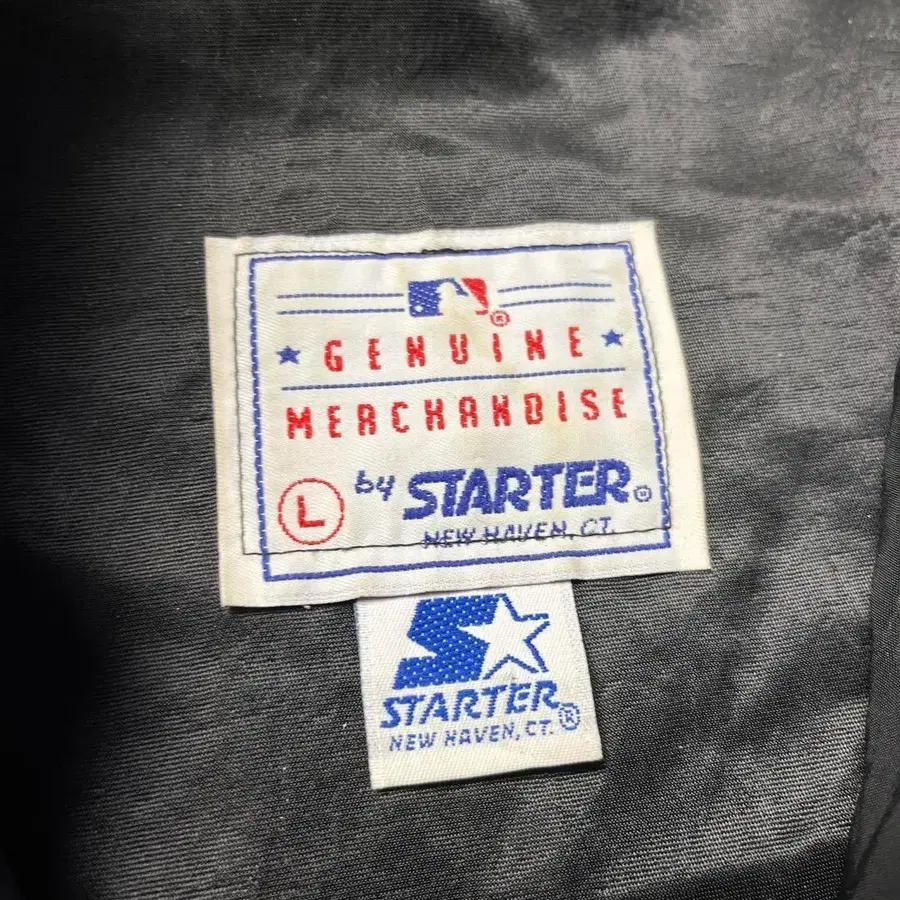 ®
GENUINE
MERCHANDISE
L by STARTER®
NEW HAVEN, CT.
STARTER®
NEW HAVEN, CT.